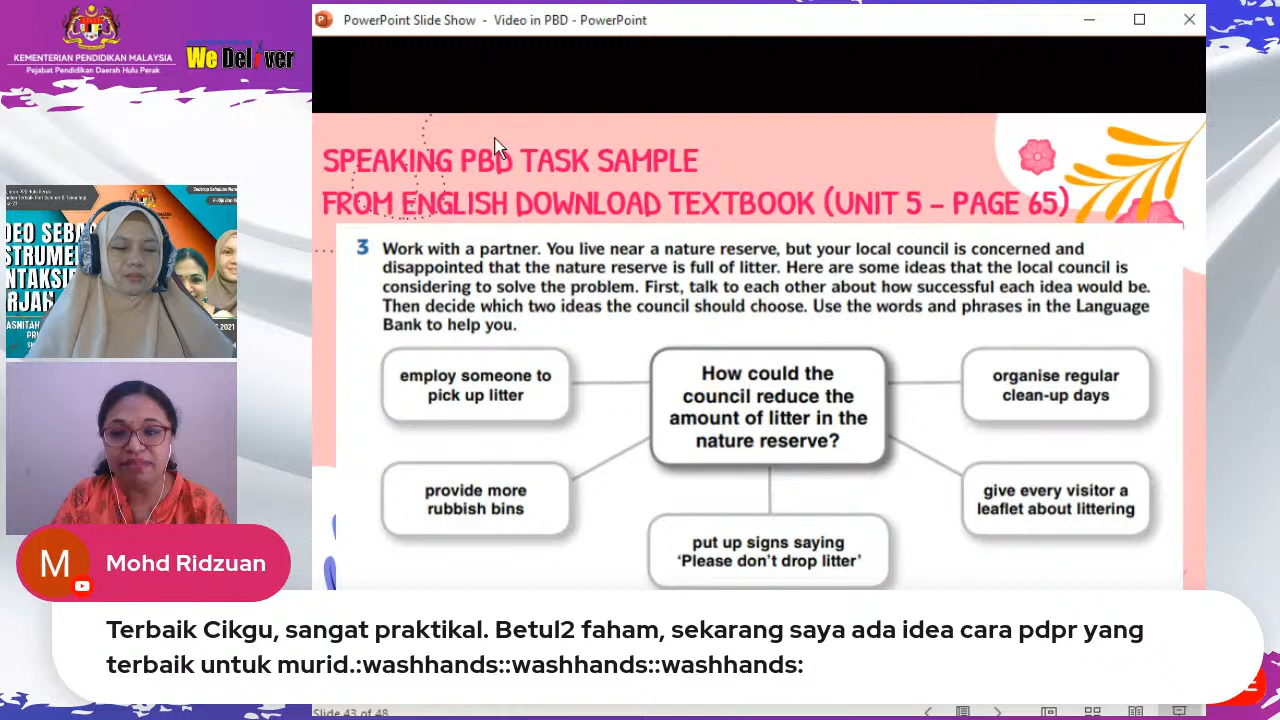 KEMENTERIAN PENDIDIKAN MALAYSIA
Pejabat Pendidikan Daerah Hulu Perak
We Deliver
PowerPoint Slide Show - Video in PBD - PowerPoint
SPEAKING PBD TASK SAMPLE
FROM ENGLISH DOWNLOAD TEXTBOOK (UNIT 5 – PAGE 65)
3 Work with a partner. You live near a nature reserve, but your local council is concerned and
disappointed that the nature reserve is full of litter. Here are some ideas that the local council is
considering to solve the problem. First, talk to each other about how successful each idea would be.
Then decide which two ideas the council should choose. Use the words and phrases in the Language
Bank to help you.
employ someone to
pick up litter
How could the
council reduce the
amount of litter in the
nature reserve?
organise regular
clean-up days
provide more
rubbish bins
give every visitor a
leaflet about littering
put up signs saying
‘Please don’t drop litter’
M
Mohd Ridzuan
Terbaik Cikgu, sangat praktikal. Betul2 faham, sekarang saya ada idea cara pdpr yang
terbaik untuk murid.:washhands::washhands::washhands:
Slide 43 of 48